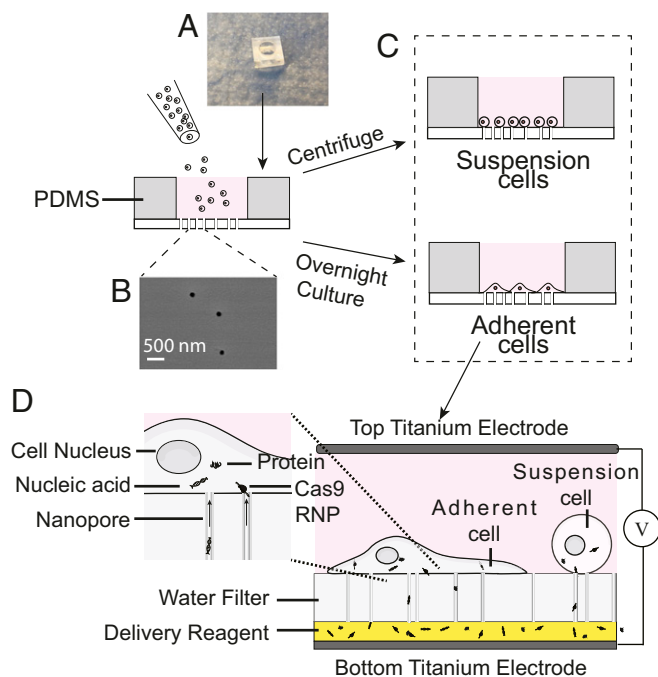 A
C
Centrifuge
Suspension
cells
PDMS
Overnight
Culture
B
500 nm
Adherent
cells
D
Top Titanium Electrode
Cell Nucleus
Protein
Nucleic acid
Cas9
RNP
Nanopore
Suspension
cell
Adherent
cell
V
Water Filter
Delivery Reagent
Bottom Titanium Electrode